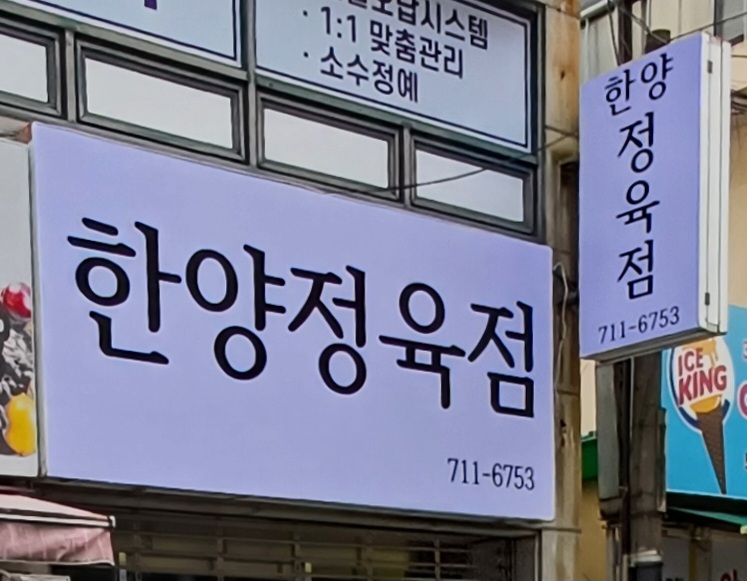 · 1:1 맞춤관리
· 소수정예
한양정육점
711-6753
한양
정
육
점
711-6753
ICE
KING